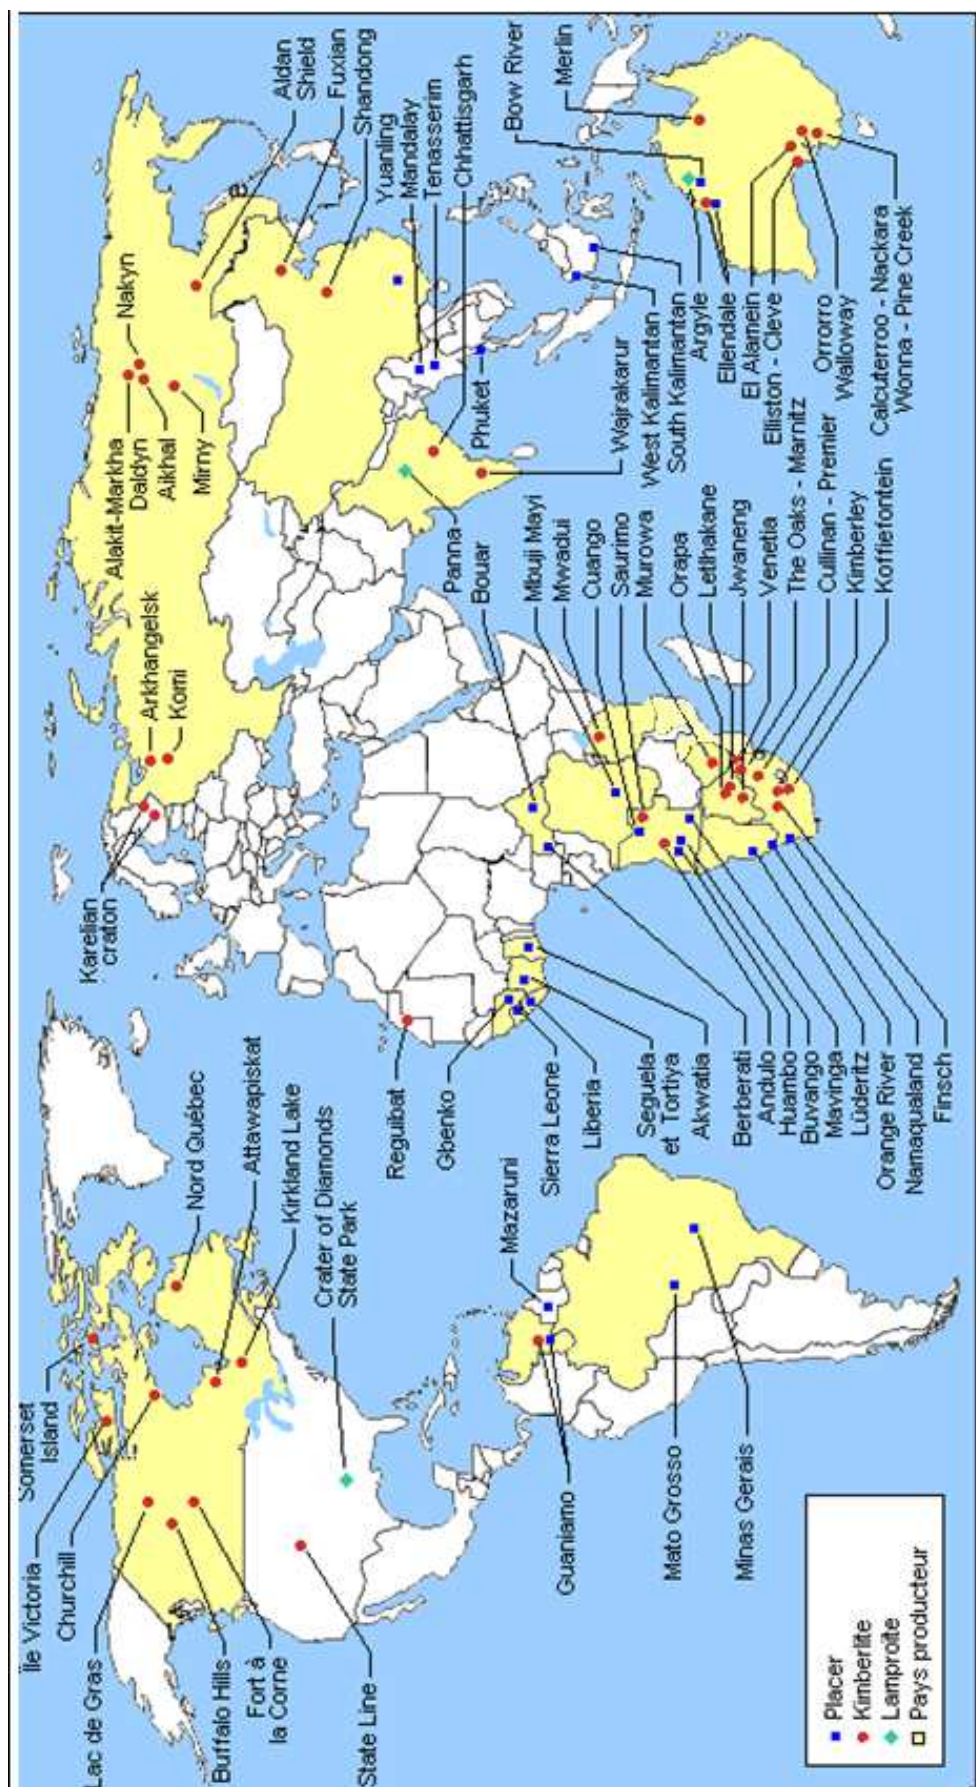 Île Victoria
Somerset
Island
Churchill
Lac de Gras
Buffalo Hills
Fort à
la Corne
State Line
Nord Québec
Attawapiskat
Kirkland Lake
Crater of Diamonds
State Park
Mazaruni
Guaniamo
Mato Grosso
Minas Gerais
Karelian
craton
Arkhangelsk
Komi
Alakit-Markha
Daldyn
Aikhal
Mirny
Nakyn
Aldan
Shield
Fuxian
Shandong
Yuanling
Mandalay
Tenasserim
Chhattisgarh
Panna
Bouar
Phuket
Wajrakarur
Reguibat
Gbenko
Sierra Leone
Liberia
Seguela
et Tortiya
Akwatia
Berberati
Andulo
Huambo
Buvango
Mavinga
Lüderitz
Orange River
Namaqualand
Finsch
Mbuji Mayi
Mwadui
Cuango
Saurimo
Murowa
Orapa
Letlhakane
Jwaneng
Venetia
The Oaks - Marnitz
Cullinan - Premier
Kimberley
Koffiefontein
West Kalimantan
South Kalimantan
Argyle
Ellendale
El Alamein
Elliston - Cleve
Orrorro
Walloway
Calcuterroo - Nackara
Wonna - Pine Creek
Bow River
Merlin
Placer
Kimberlite
Lamproïte
Pays producteur